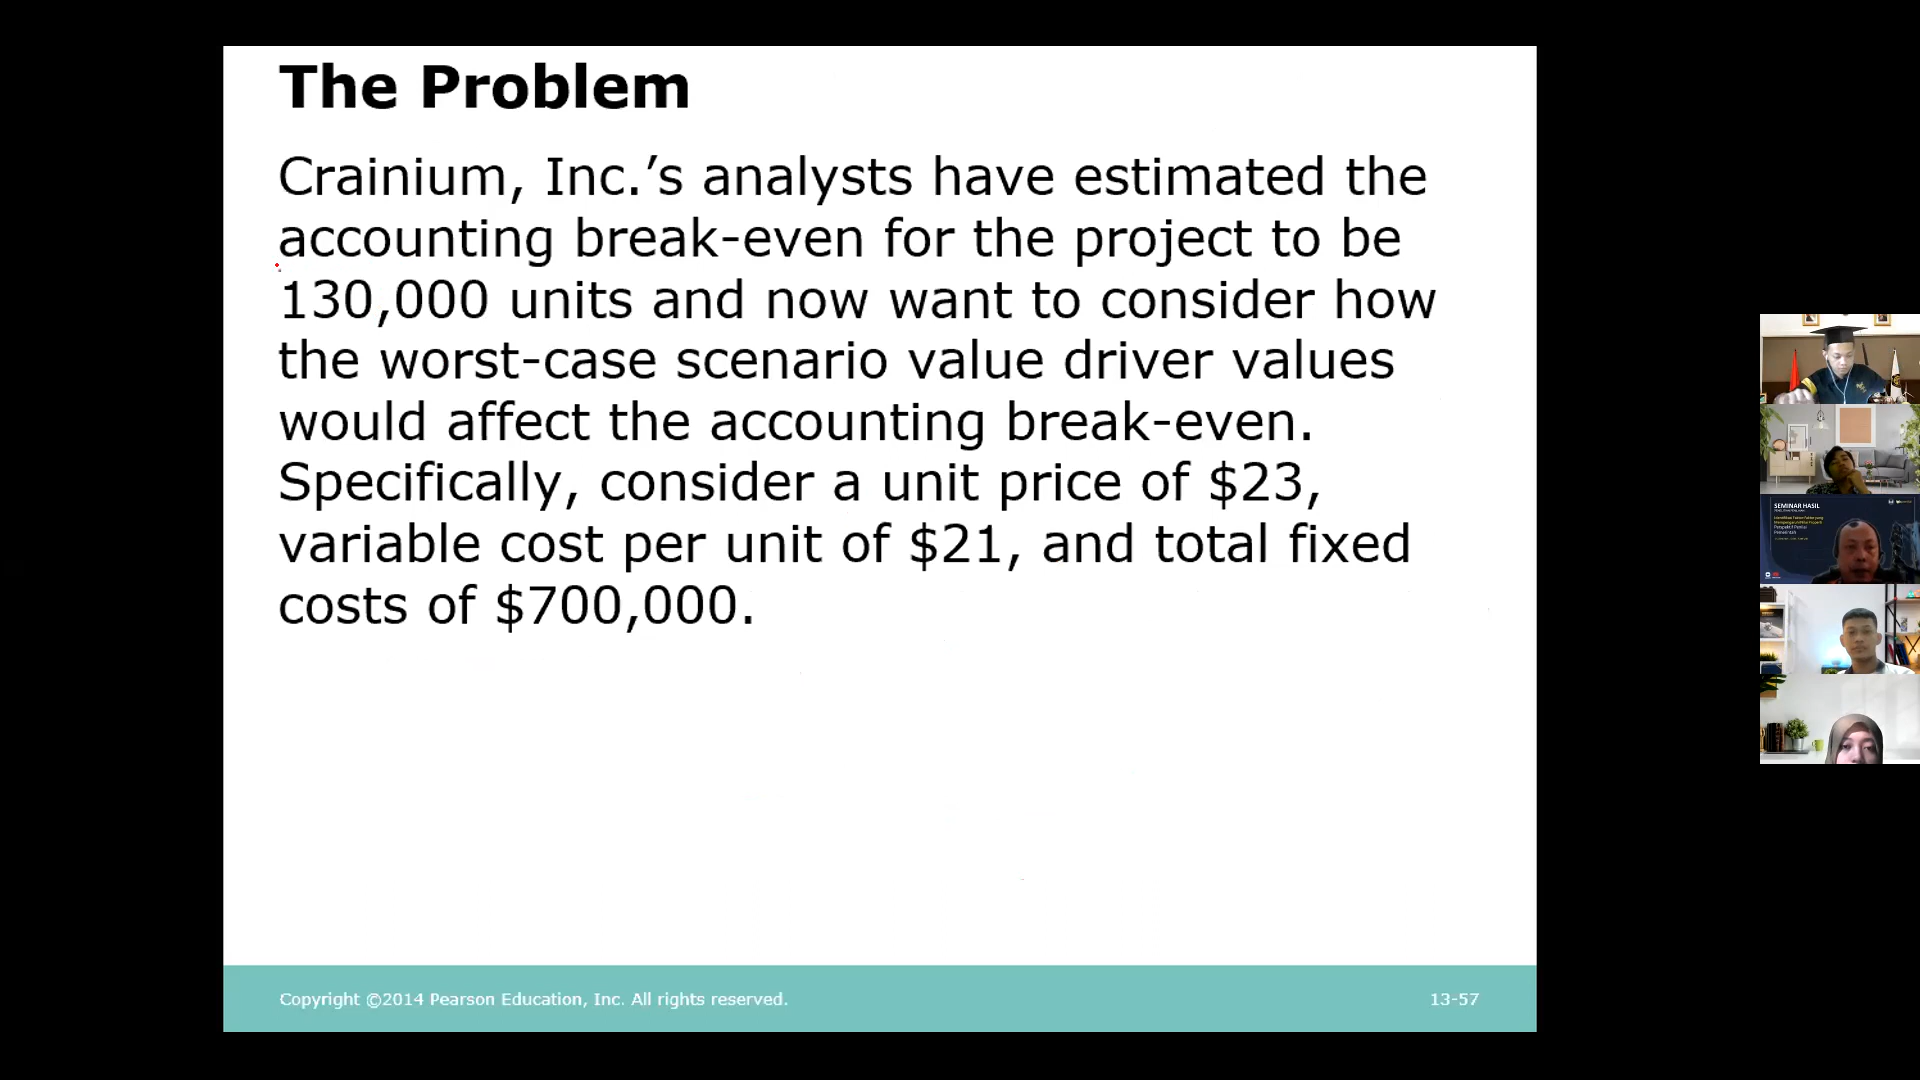 The Problem
Crainium, Inc.’s analysts have estimated the
accounting break-even for the project to be
130,000 units and now want to consider how
the worst-case scenario value driver values
would affect the accounting break-even.
Specifically, consider a unit price of $23,
variable cost per unit of $21, and total fixed
costs of $700,000.
Copyright ©2014 Pearson Education, Inc. All rights reserved.
13-57
SEMINAR HASIL